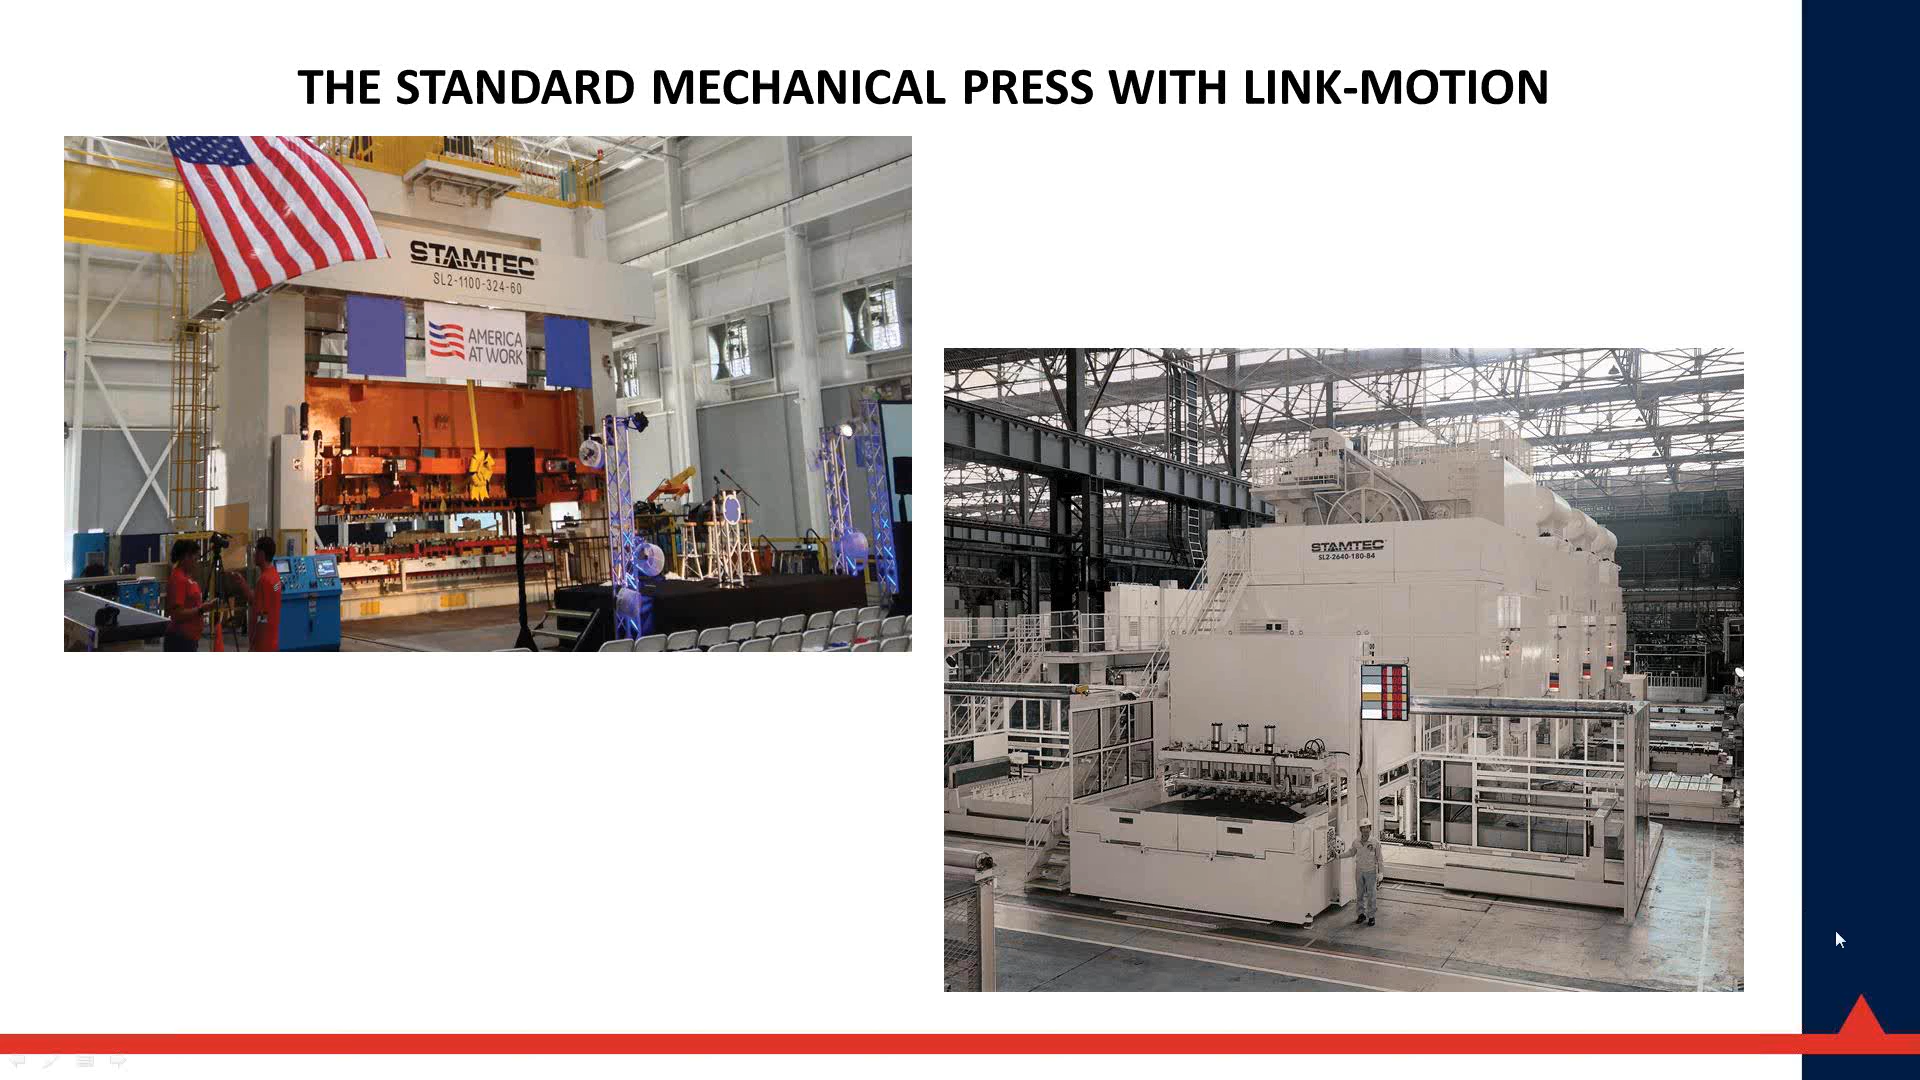 THE STANDARD MECHANICAL PRESS WITH LINK-MOTION
STAMTEC
SL2-1100-324-60
AMERICA
AT WORK
STAMTEC
SL2-2640-180-84